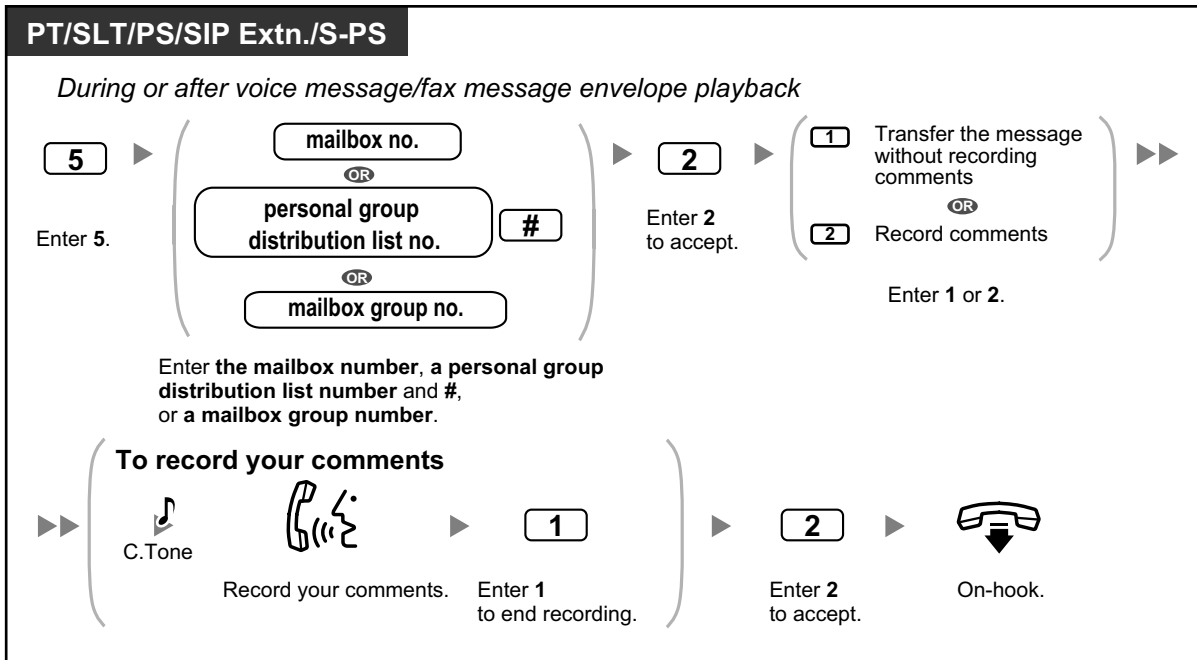 PT/SLT/PS/SIP Extn./S-PS
During or after voice message/fax message envelope playback
5
Enter 5.
mailbox no.
OR
personal group
distribution list no.
#
OR
mailbox group no.
Enter the mailbox number, a personal group
distribution list number and #,
or a mailbox group number.
2
Enter 2
to accept.
1 Transfer the message
without recording
comments
OR
2 Record comments
Enter 1 or 2.
To record your comments
C.Tone
Record your comments.
1
Enter 1
to end recording.
2
Enter 2
to accept.
On-hook.